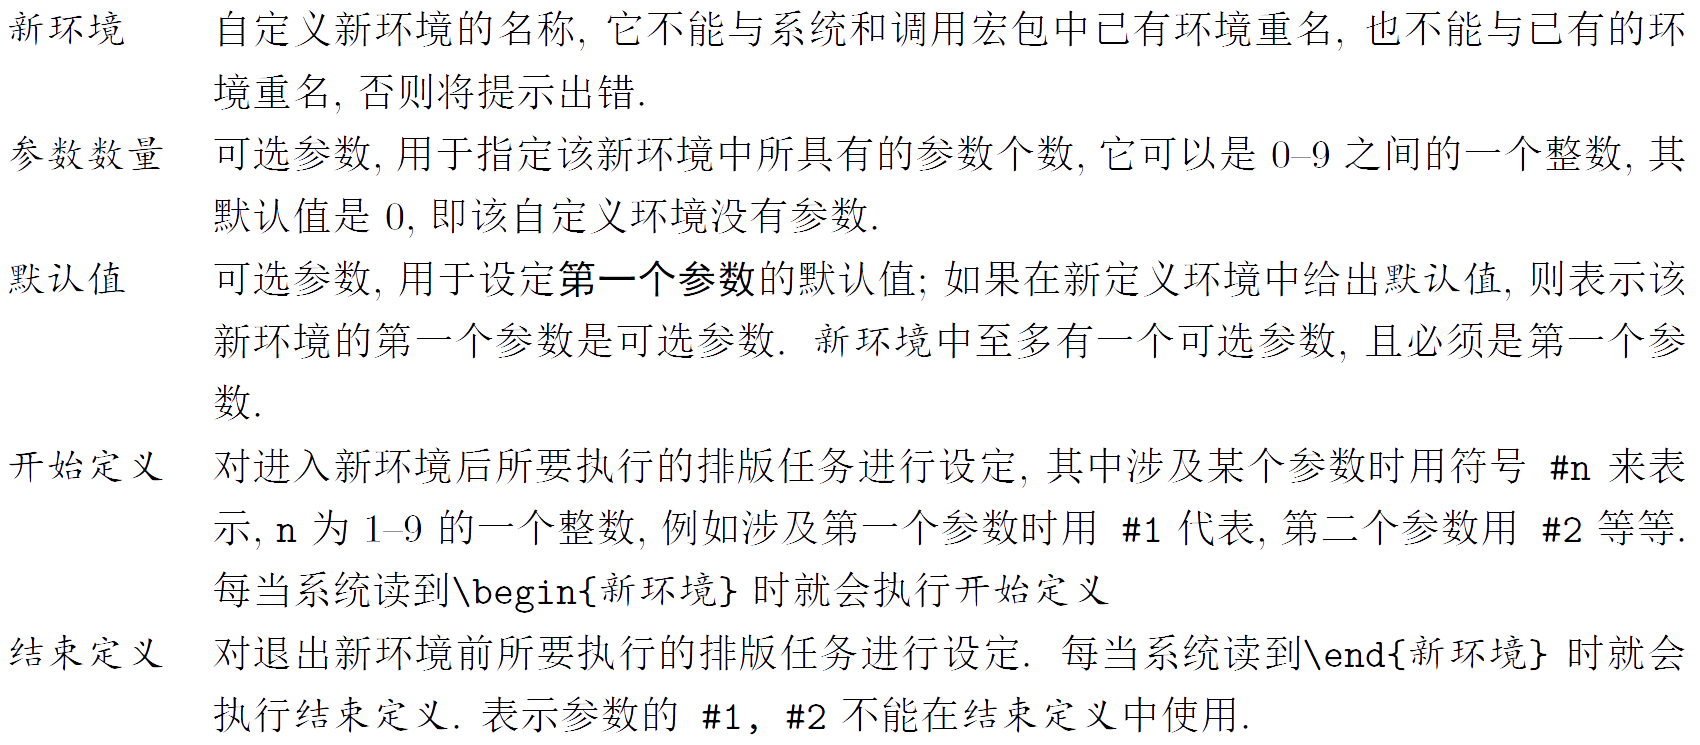 新环境 自定义新环境的名称, 它不能与系统和调用宏包中已有环境重名, 也不能与已有的环
境重名, 否则将提示出错.
参数数量 可选参数, 用于指定该新环境中所具有的参数个数, 它可以是 0–9 之间的一个整数, 其
默认值是 0, 即该自定义环境没有参数.
默认值 可选参数, 用于设定第一个参数的默认值; 如果在新定义环境中给出默认值, 则表示该
新环境的第一个参数是可选参数. 新环境中至多有一个可选参数, 且必须是第一个参
数.
开始定义 对进入新环境后所要执行的排版任务进行设定, 其中涉及某个参数时用符号 #n 来表
示, n 为 1–9 的一个整数, 例如涉及第一个参数时用 #1 代表, 第二个参数用 #2 等等.
每当系统读到\begin{新环境} 时就会执行开始定义
结束定义 对退出新环境前所要执行的排版任务进行设定. 每当系统读到\end{新环境} 时就会
执行结束定义. 表示参数的 #1, #2 不能在结束定义中使用.